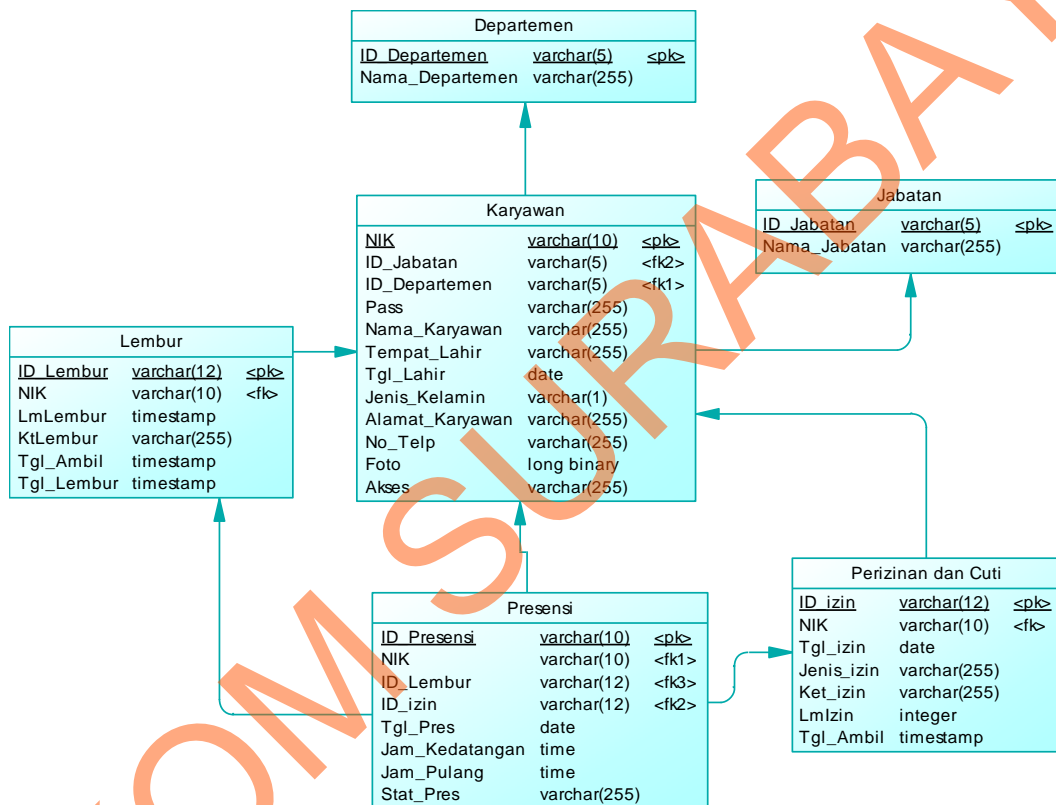 Departemen
ID_Departemen varchar(5) <pk>
Nama_Departemen varchar(255)
Jabatan
ID_Jabatan varchar(5) <pk>
Nama_Jabatan varchar(255)
Karyawan
NIK varchar(10) <pk>
ID_Jabatan varchar(5) <fk2>
ID_Departemen varchar(5) <fk1>
Pass varchar(255)
Nama_Karyawan varchar(255)
Tempat_Lahir varchar(255)
Tgl_Lahir date
Jenis_Kelamin varchar(1)
Alamat_Karyawan varchar(255)
No_Telp varchar(255)
Foto long binary
Akses varchar(255)
Lembur
ID_Lembur varchar(12) <pk>
NIK varchar(10) <fk>
LmLembur timestamp
KtLembur varchar(255)
Tgl_Ambil timestamp
Tgl_Lembur timestamp
Perizinan dan Cuti
ID_izin varchar(12) <pk>
NIK varchar(10) <fk>
Tgl_izin date
Jenis_izin varchar(255)
Ket_izin varchar(255)
LmIzin integer
Tgl_Ambil timestamp
Presensi
ID_Presensi varchar(10) <pk>
NIK varchar(10) <fk1>
ID_Lembur varchar(12) <fk3>
ID_izin varchar(12) <fk2>
Tgl_Pres date
Jam_Kedatangan time
Jam_Pulang time
Stat_Pres varchar(255)
OM SURABAY